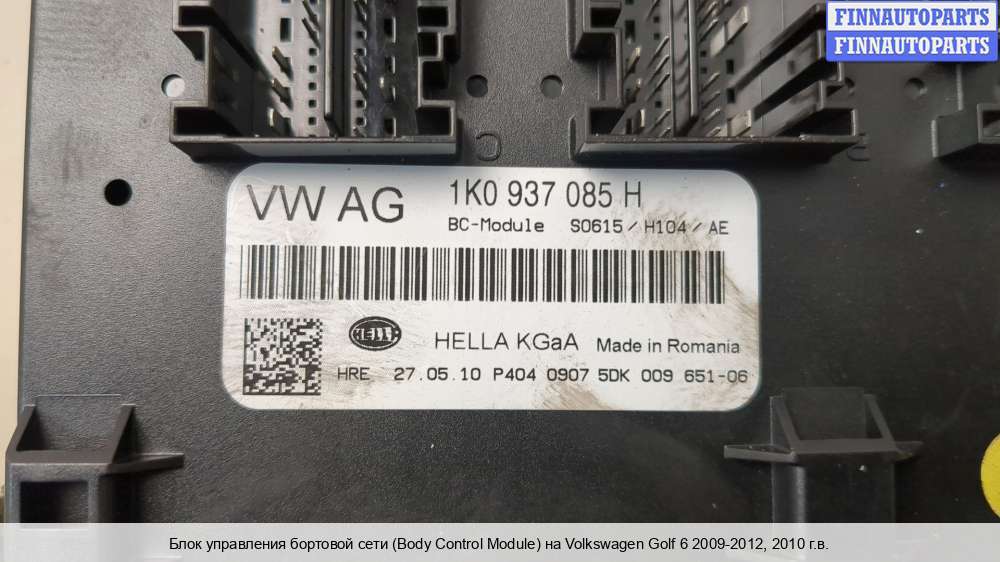 FINNAUTOPARTS
FINNAUTOPARTS
VW AG 1K0 937 085 H
BC-Module S0615/H104/AE
HELLA
HELLA KGaA Made in Romania
HRE 27.05.10 P404 0907 5DK 009 651-06
Блок управления бортовой сети (Body Control Module) на Volkswagen Golf 6 2009-2012, 2010 г.в.